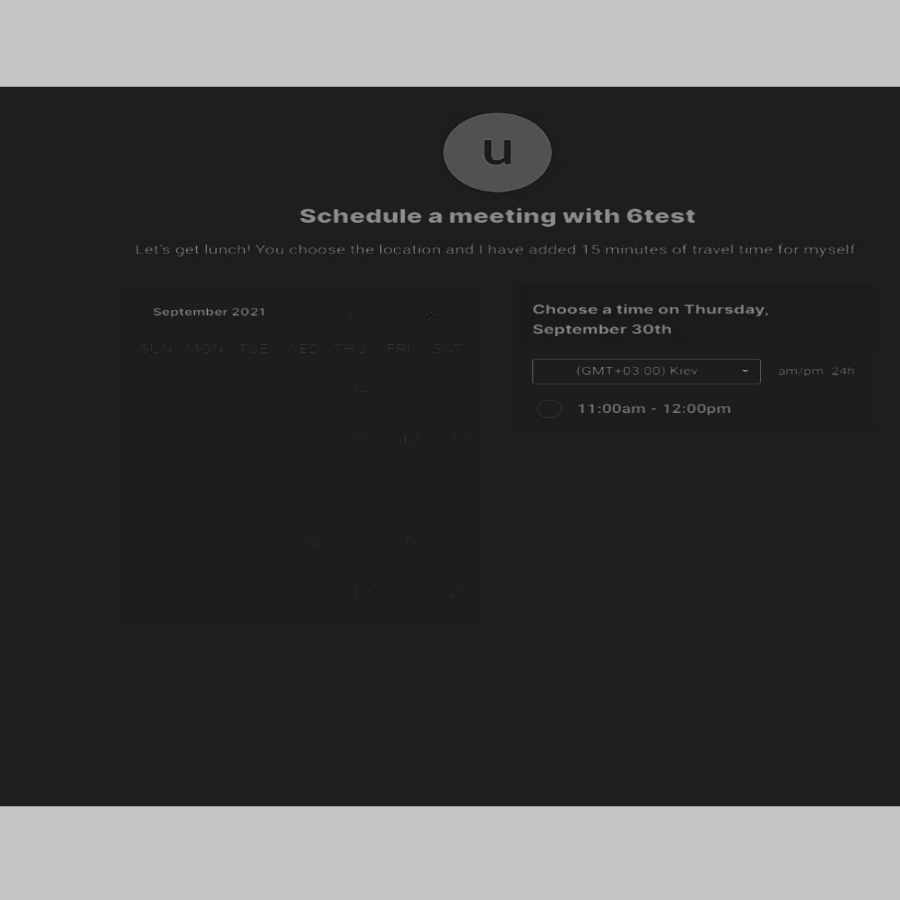 u
Schedule a meeting with 6test
Let's get lunch! You choose the location and I have added 15 minutes of travel time for myself.
September 2021
SUN MON TUE WED THU FRI SAT
12
Choose a time on Thursday,
September 30th
(GMT+03:00) Kiev
am/pm 24h
11:00am - 12:00pm